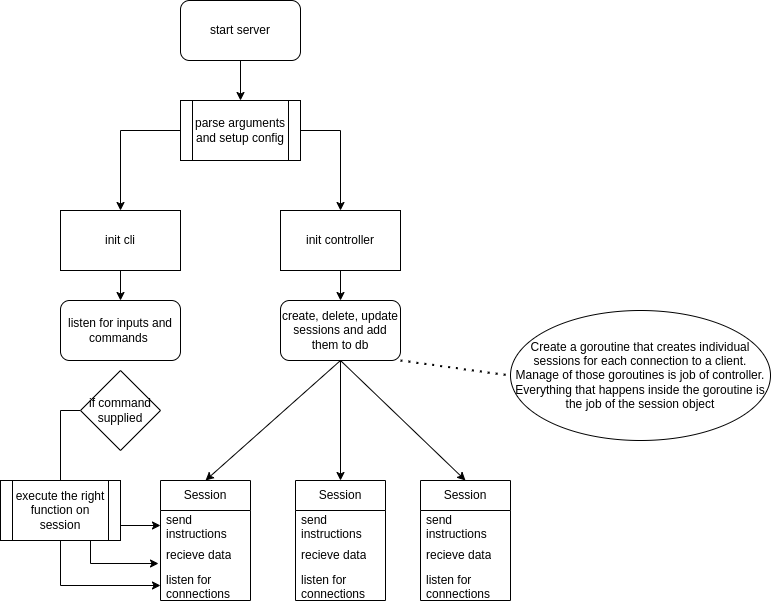 start server
parse arguments
and setup config
init cli
init controller
listen for inputs and
commands
create, delete, update
sessions and add
them to db
Create a goroutine that creates individual
sessions for each connection to a client.
Manage of those goroutines is job of controller.
Everything that happens inside the goroutine is
the job of the session object
if command
supplied
execute the right
function on
session
Session
send
instructions
recieve data
listen for
connections
Session
send
instructions
recieve data
listen for
connections
Session
send
instructions
recieve data
listen for
connections